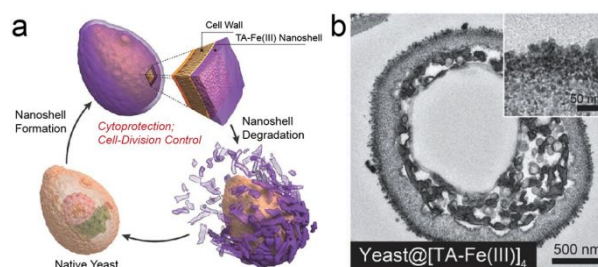 a
Cell Wall
TA-Fe(III) Nanoshell
Nanoshell
Formation
Cytoprotection;
Cell-Division Control
Nanoshell
Degradation
Native Yeast
b
50 nm
Yeast@[TA-Fe(III)]4
500 nm